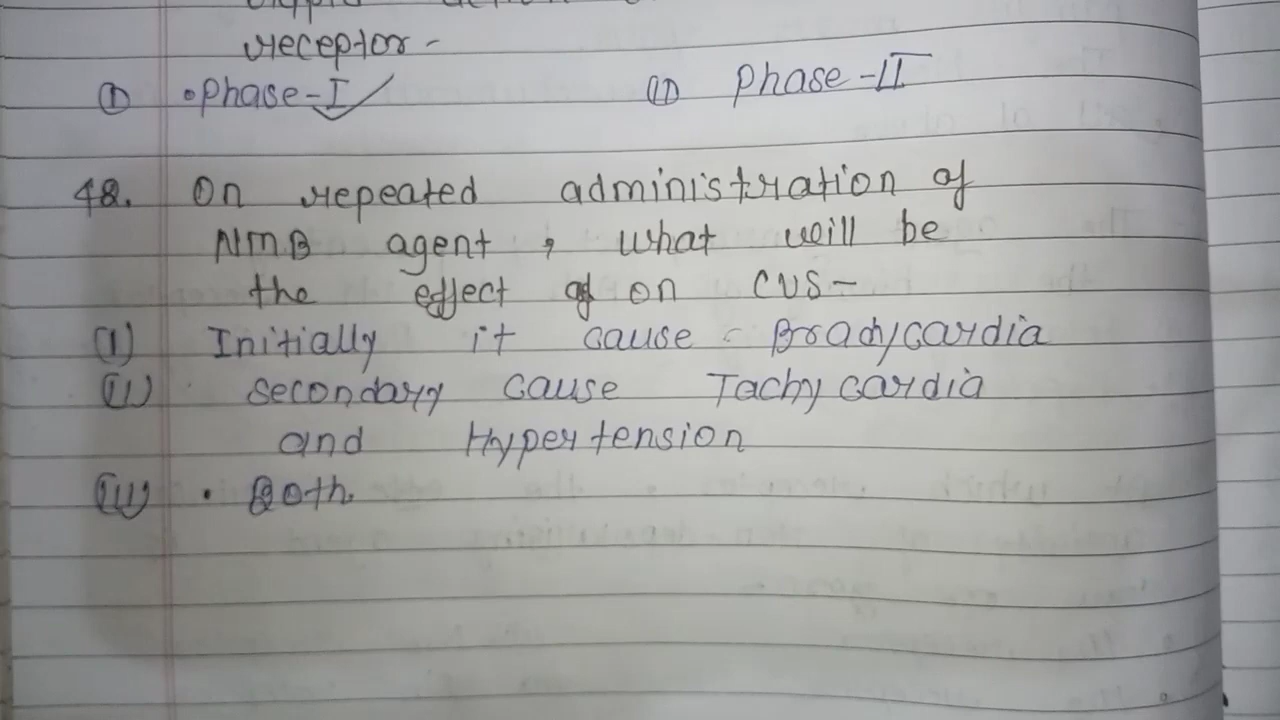 receptor -
(I) •Phase-I ✓ (II) Phase-II
48. On repeated administration of
NMB agent, what will be
the effect of on CVS-
(I) Initially it cause Bradycardia
(II) secondary cause Tachycardia
and Hypertension
(III) • Both.